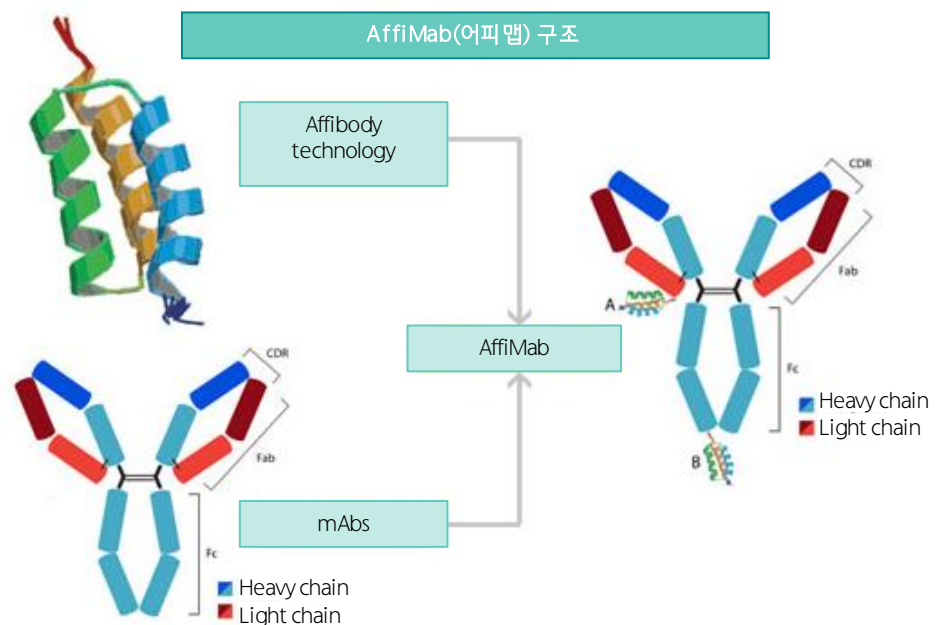 AffiMab(어피맵) 구조
Affibody
technology
CDR
Fab
A
AffiMab
Fc
Heavy chain
Light chain
B
CDR
Fab
mAbs
Fc
Heavy chain
Light chain